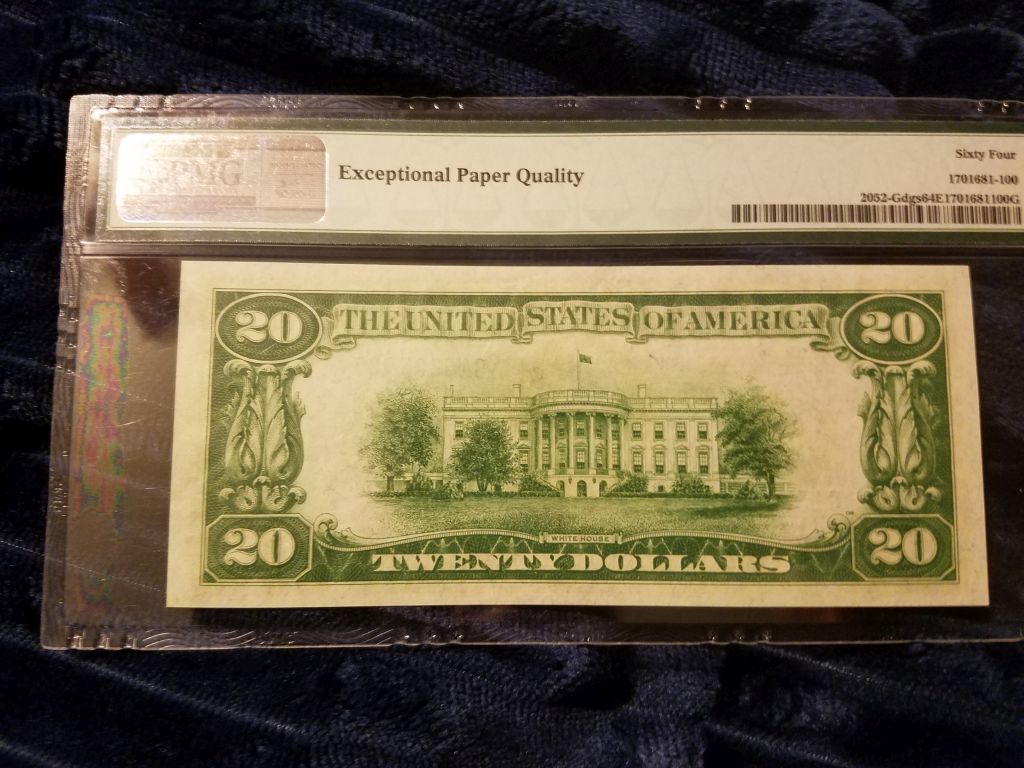 PMG
Exceptional Paper Quality
Sixty Four
1701681-100
2052-Gdgs64E1701681100G
20 THE UNITED STATES OF AMERICA 20
WHITE HOUSE
20 TWENTY DOLLARS 20